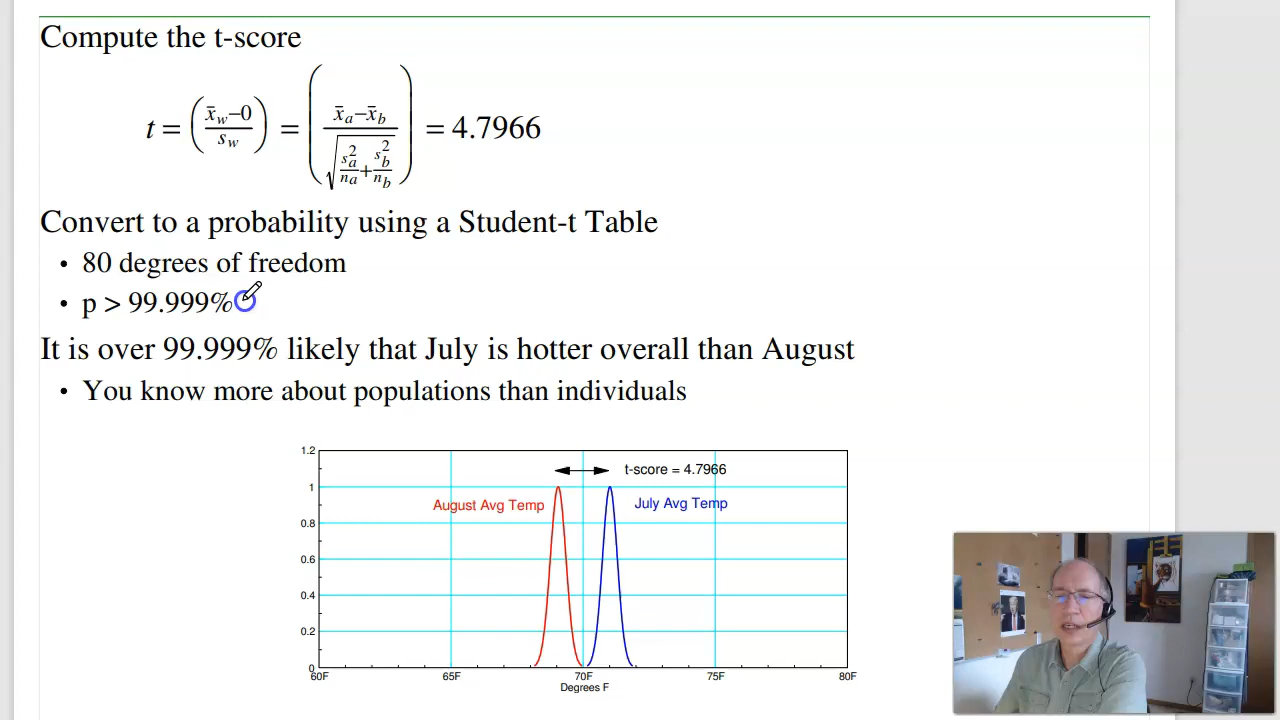 Compute the t-score
t = (x̄w−0 / sw) = (x̄a−x̄b / √(s²a/na + s²b/nb)) = 4.7966
Convert to a probability using a Student-t Table
• 80 degrees of freedom
• p > 99.999%
It is over 99.999% likely that July is hotter overall than August
• You know more about populations than individuals
1.2
t-score = 4.7966
1
August Avg Temp
July Avg Temp
0.8
0.6
0.4
0.2
0
60F 65F 70F 75F 80F
Degrees F